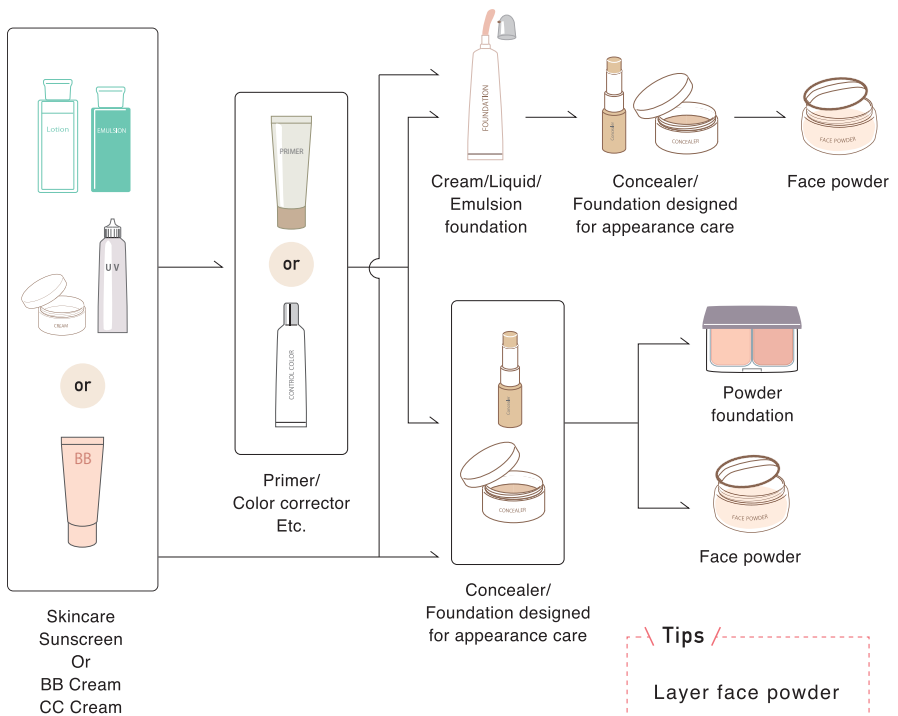 Lotion
EMULSION
UV
CREAM
or
BB
Skincare
Sunscreen
Or
BB Cream
CC Cream
PRIMER
or
CONTROL COLOR
Primer/
Color corrector
Etc.
FOUNDATION
Cream/Liquid/
Emulsion
foundation
Concealer
CONCEALER
Concealer/
Foundation designed
for appearance care
FACE POWDER
Face powder
Concealer
CONCEALER
Concealer/
Foundation designed
for appearance care
Powder
foundation
FACE POWDER
Face powder
Tips
Layer face powder